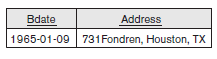 Bdate Address
1965-01-09 731Fondren, Houston, TX